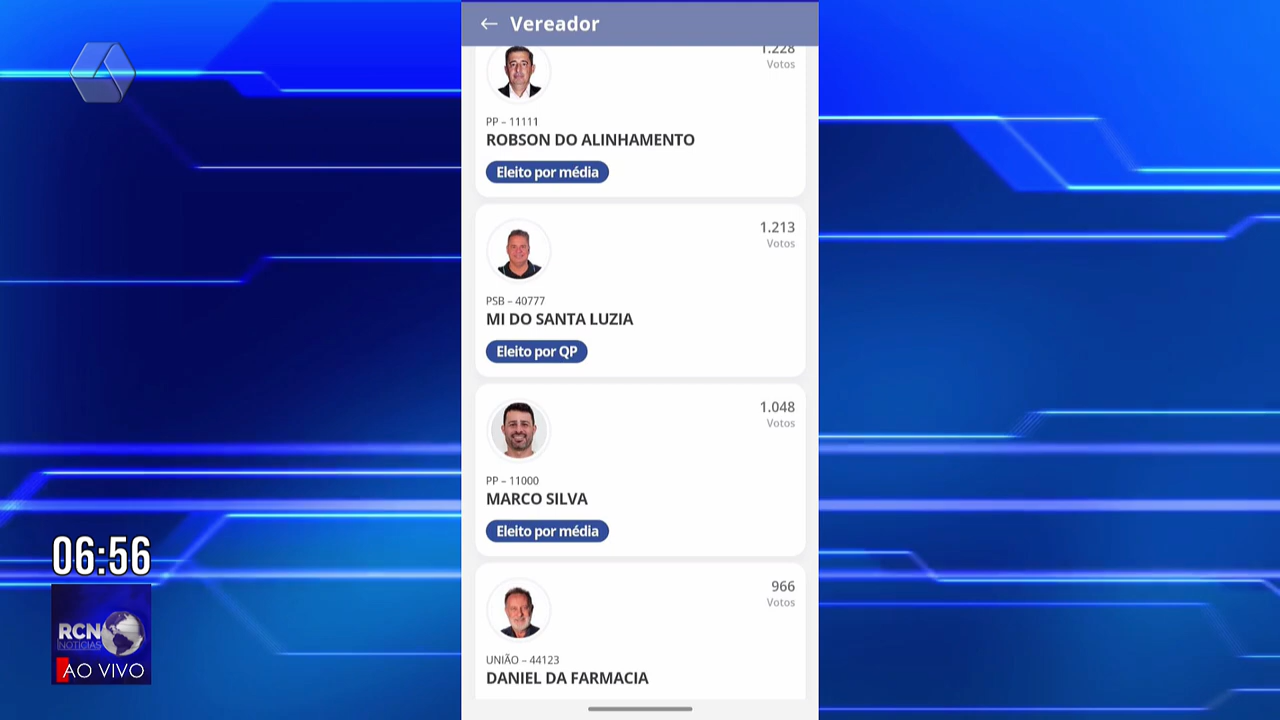 ← Vereador
1.228
Votos
PP – 11111
ROBSON DO ALINHAMENTO
Eleito por média
1.213
Votos
PSB – 40777
MI DO SANTA LUZIA
Eleito por QP
1.048
Votos
PP – 11000
MARCO SILVA
Eleito por média
966
Votos
UNIÃO – 44123
DANIEL DA FARMACIA
06:56
RCN
NOTÍCIAS
AO VIVO